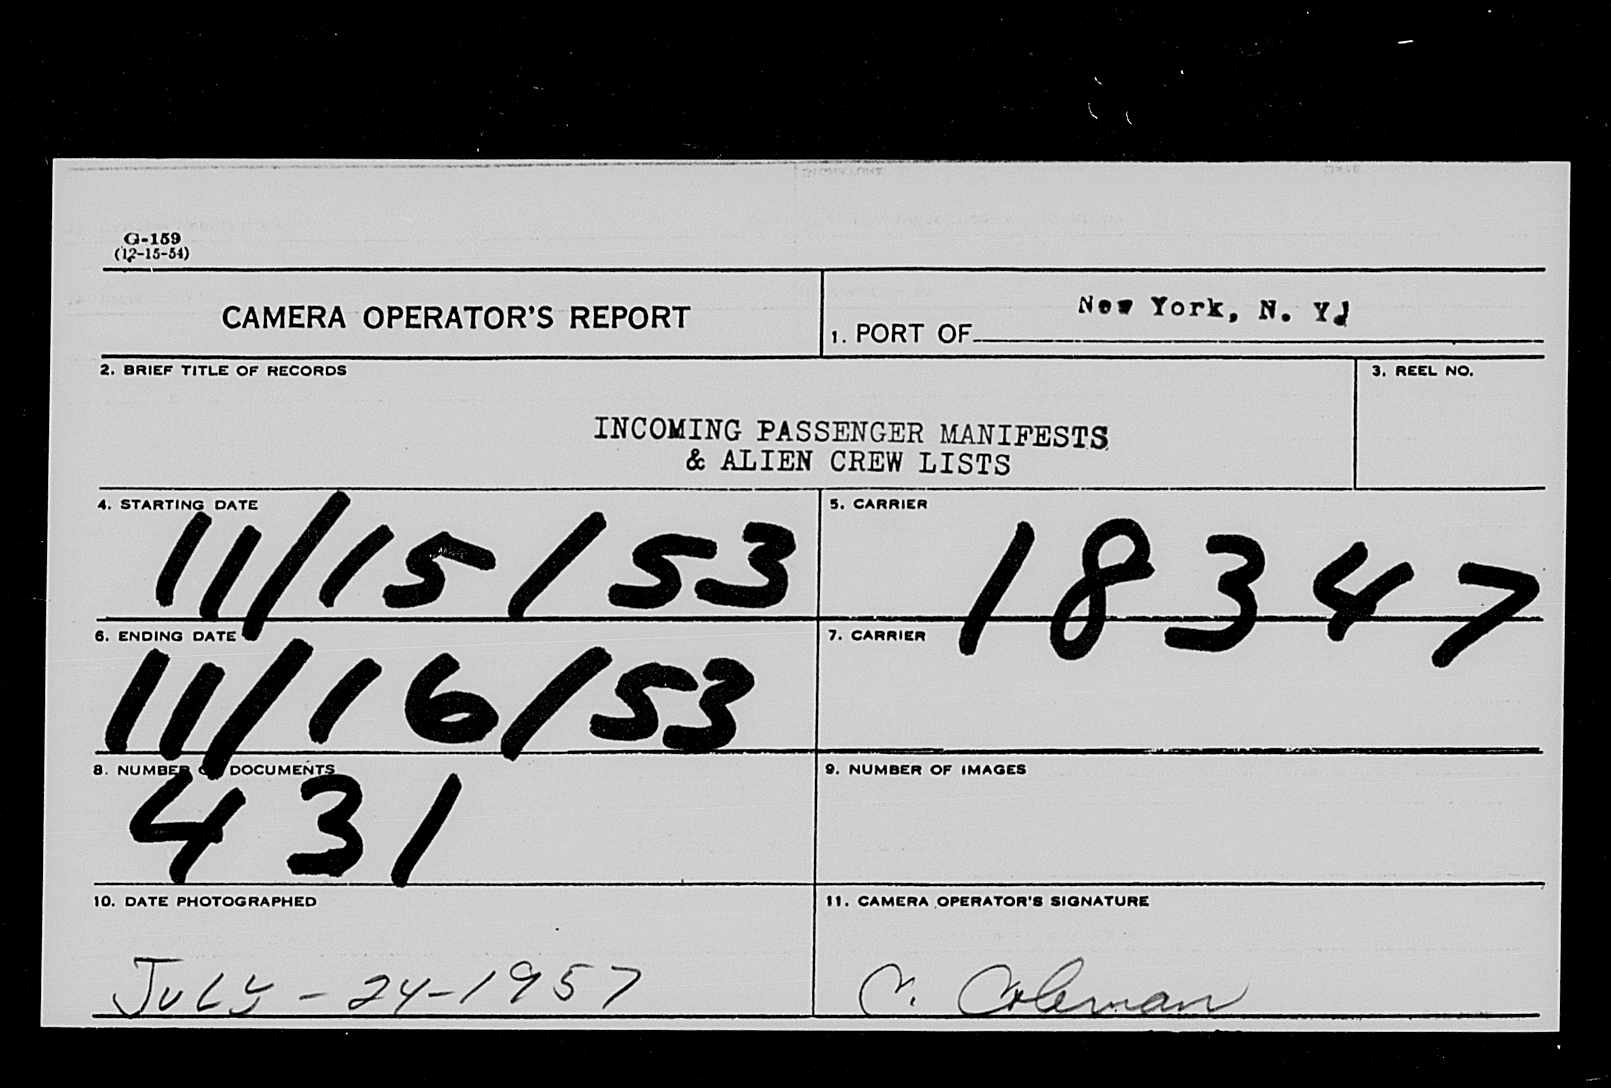 G-159
(12-15-54)
CAMERA OPERATOR'S REPORT
1. PORT OF New York, N. Y.
2. BRIEF TITLE OF RECORDS
3. REEL NO.
INCOMING PASSENGER MANIFESTS
& ALIEN CREW LISTS
4. STARTING DATE
11/15/53
5. CARRIER
18347
6. ENDING DATE
11/16/53
7. CARRIER
8. NUMBER OF DOCUMENTS
431
9. NUMBER OF IMAGES
10. DATE PHOTOGRAPHED
July-24-1957
11. CAMERA OPERATOR'S SIGNATURE
C. Coleman